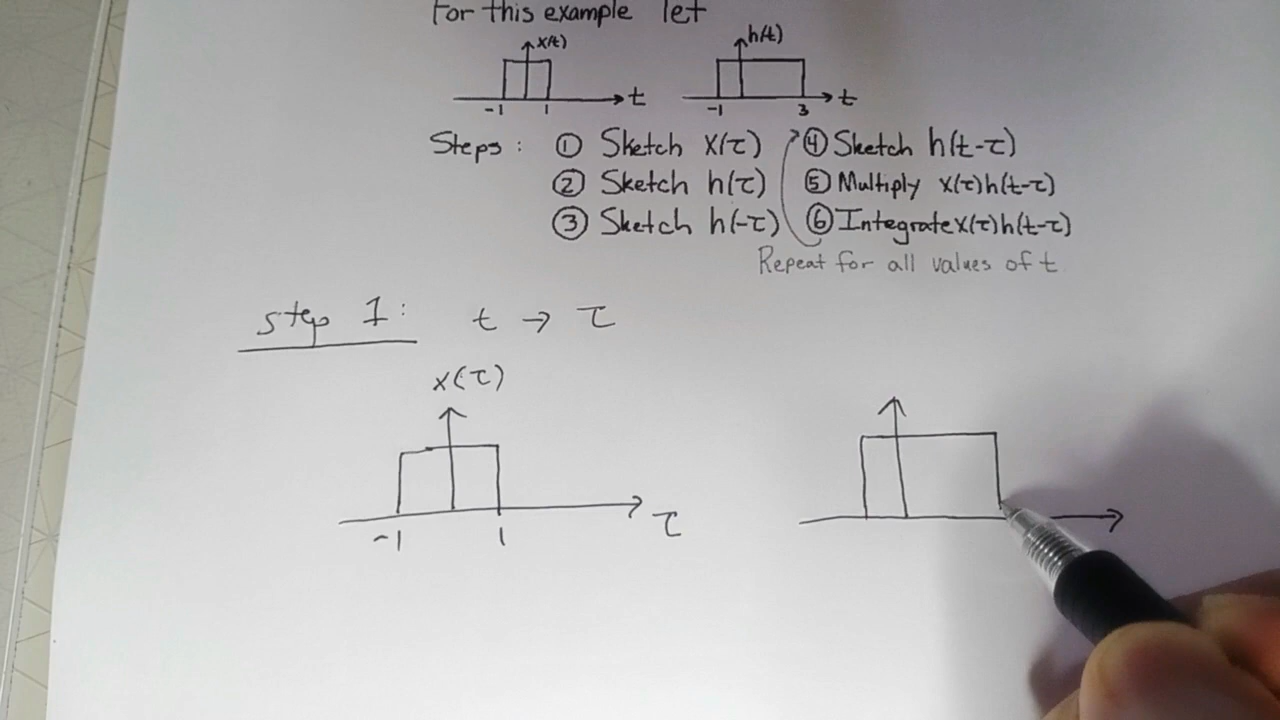 For this example let
x(t) h(t)
-1 1 t -1 3 t
Steps: ① Sketch x(τ) ④ Sketch h(t-τ)
② Sketch h(τ) ⑤ Multiply x(τ)h(t-τ)
③ Sketch h(-τ) ⑥ Integrate x(τ)h(t-τ)
Repeat for all values of t
step 1: t → τ
x(τ)
-1 1 τ